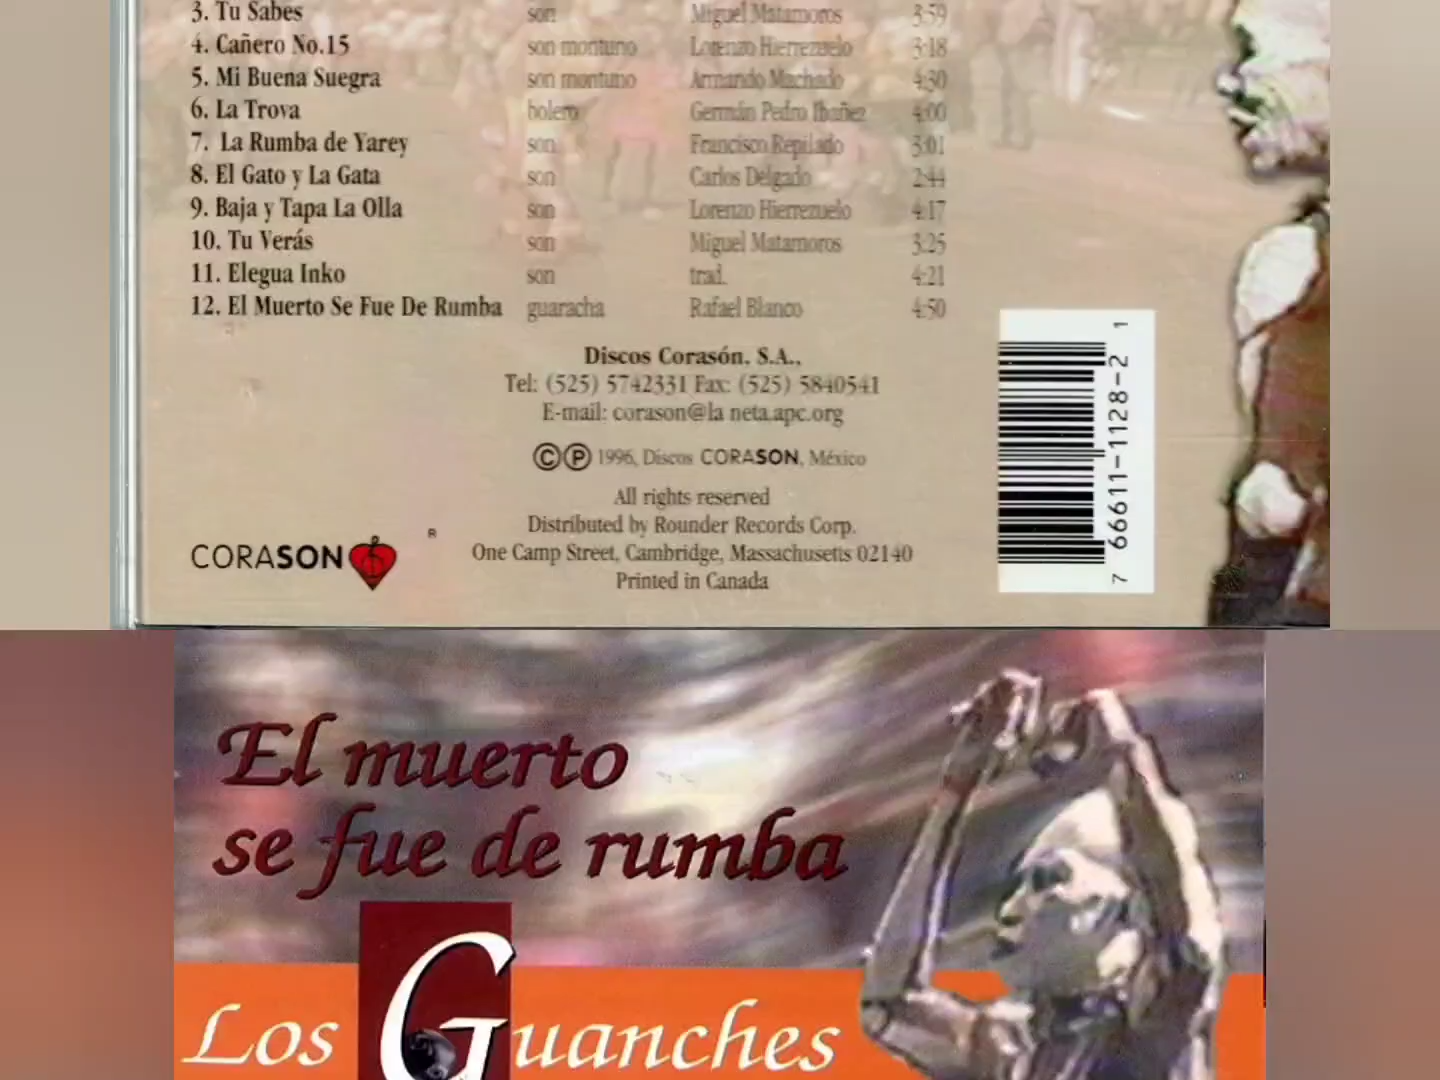 3. Tu Sabes son Miguel Matamoros 3:59
4. Cañero No.15 son montuno Lorenzo Hierrezuelo 3:18
5. Mi Buena Suegra son montuno Armando Machado 4:30
6. La Trova bolero Germán Pedro Ibañez 4:00
7. La Rumba de Yarey son Francisco Repilado 3:01
8. El Gato y La Gata son Carlos Delgado 2:44
9. Baja y Tapa La Olla son Lorenzo Hierrezuelo 4:17
10. Tu Verás son Miguel Matamoros 3:25
11. Elegua Inko son trad. 4:21
12. El Muerto Se Fue De Rumba guaracha Rafael Blanco 4:50
Discos Corasón. S.A.,
Tel: (525) 5742331 Fax: (525) 5840541
E-mail: corason@la neta.apc.org
©℗ 1996, Discos CORASON, México
All rights reserved
Distributed by Rounder Records Corp.
One Camp Street, Cambridge, Massachusetts 02140
Printed in Canada
CORASON ®
7 66611-1128-2 1
El muerto
se fue de rumba
Los Guanches